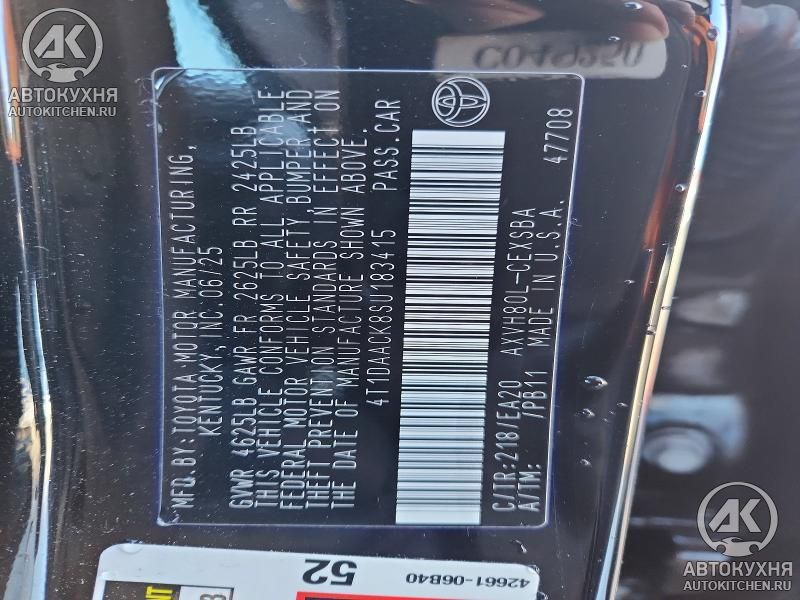 АК
АВТОКУХНЯ
AUTOKITCHEN.RU
MFD. BY: TOYOTA MOTOR MANUFACTURING,
KENTUCKY, INC. 06/25
GVWR 4625LB GAWR FR 2625LB RR 2425LB
THIS VEHICLE CONFORMS TO ALL APPLICABLE
FEDERAL MOTOR VEHICLE SAFETY, BUMPER AND
THEFT PREVENTION STANDARDS IN EFFECT ON
THE DATE OF MANUFACTURE SHOWN ABOVE.
4T1DAACK8SU183415 PASS. CAR
C/TR: 218/EA20 AXVH80L-CEXSBA
A/TM: /PB11 MADE IN U.S.A. 47708
52
42661-06B40
АК
АВТОКУХНЯ
AUTOKITCHEN.RU